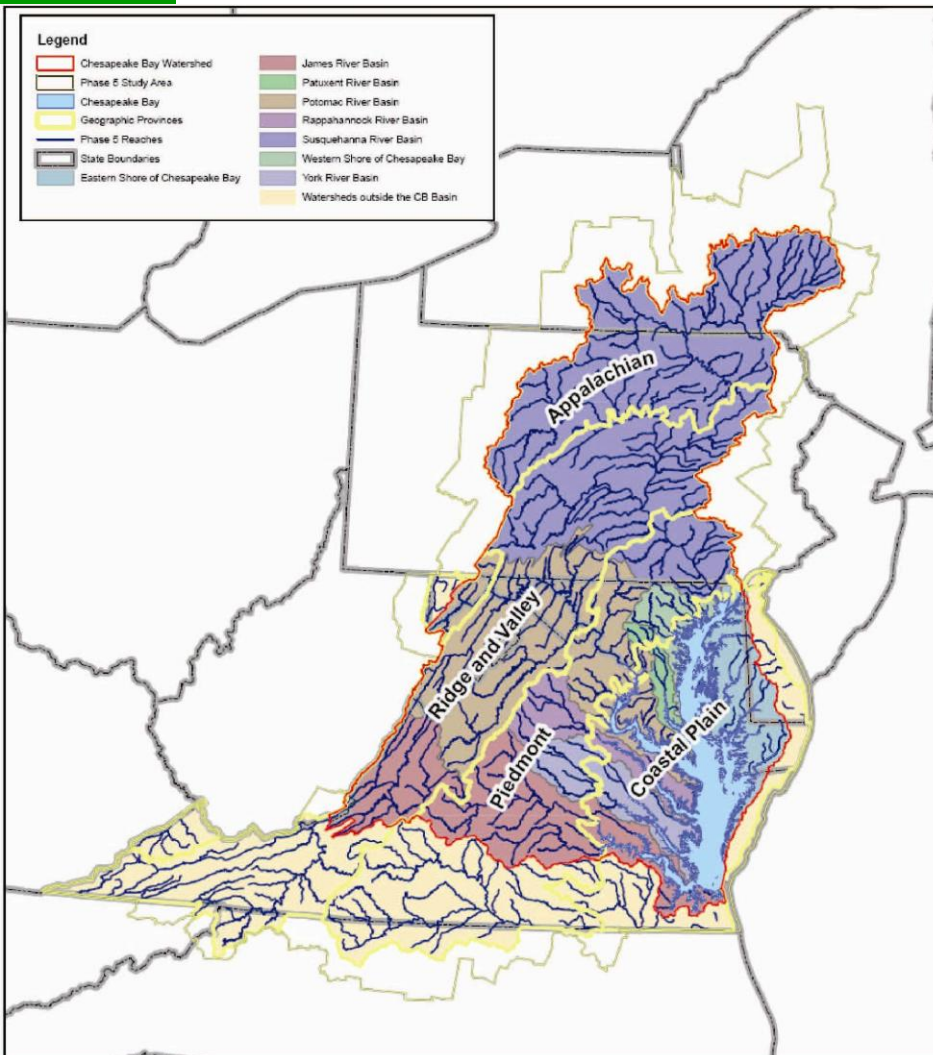 Legend
Chesapeake Bay Watershed
Phase 5 Study Area
Chesapeake Bay
Geographic Provinces
Phase 5 Reaches
State Boundaries
Eastern Shore of Chesapeake Bay
James River Basin
Patuxent River Basin
Potomac River Basin
Rappahannock River Basin
Susquehanna River Basin
Western Shore of Chesapeake Bay
York River Basin
Watersheds outside the CB Basin
Appalachian
Ridge and Valley
Piedmont
Coastal Plain